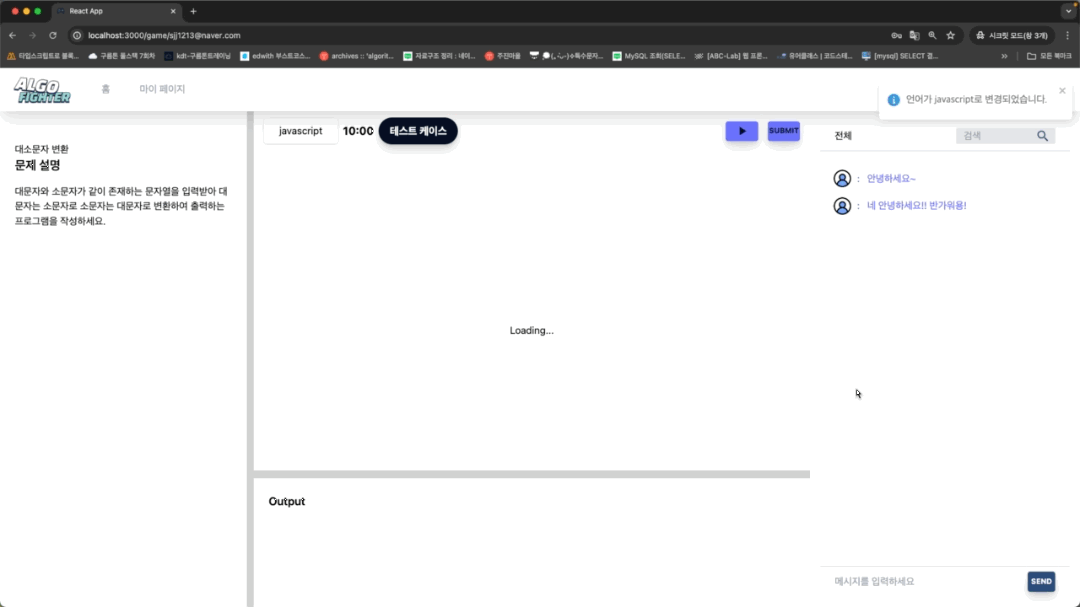 React App
localhost:3000/game/sjj1213@naver.com
시크릿 모드(창 3개)
타입스크립트로 블록...
구름톤 풀스택 7회차
kdt-구름톤트레이닝
edwith 부스트코스...
archives :: 'algorit...
자료구조 정리 : 네이...
주진마을
MySQL 조회(SELE...
[ABC-Lab] 웹 프론...
유어클래스 | 코드스테...
[mysql] SELECT 결...
모든 북마크
ALGO
FIGHTER
홈
마이 페이지
언어가 javascript로 변경되었습니다.
대소문자 변환
문제 설명
대문자와 소문자가 같이 존재하는 문자열을 입력받아 대
문자는 소문자로 소문자는 대문자로 변환하여 출력하는
프로그램을 작성하세요.
javascript
10:00
테스트 케이스
SUBMIT
Loading...
Output
전체
검색
: 안녕하세요~
: 네 안녕하세요!! 반가워용!
메시지를 입력하세요
SEND